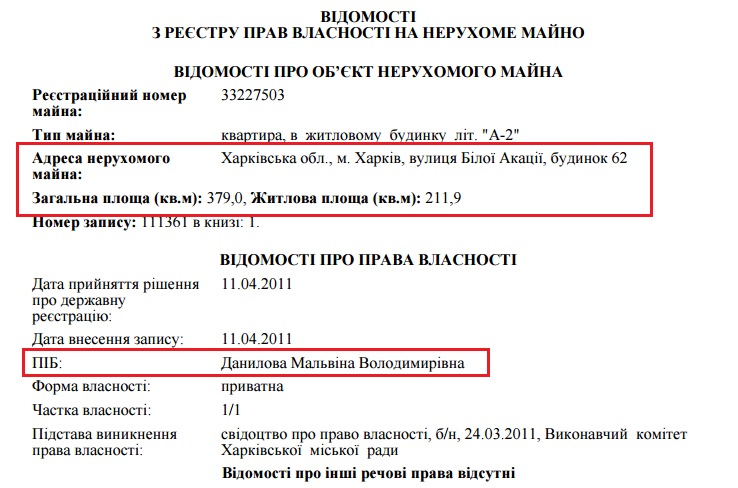 ВІДОМОСТІ
З РЕЄСТРУ ПРАВ ВЛАСНОСТІ НА НЕРУХОМЕ МАЙНО
ВІДОМОСТІ ПРО ОБ’ЄКТ НЕРУХОМОГО МАЙНА
Реєстраційний номер майна: 33227503
Тип майна: квартира, в житловому будинку літ. "А-2"
Адреса нерухомого майна: Харківська обл., м. Харків, вулиця Білої Акації, будинок 62
Загальна площа (кв.м): 379,0, Житлова площа (кв.м): 211,9
Номер запису: 111361 в книзі: 1.
ВІДОМОСТІ ПРО ПРАВА ВЛАСНОСТІ
Дата прийняття рішення про державну реєстрацію: 11.04.2011
Дата внесення запису: 11.04.2011
ПІБ: Данилова Мальвіна Володимирівна
Форма власності: приватна
Частка власності: 1/1
Підстава виникнення права власності: свідоцтво про право власності, б/н, 24.03.2011, Виконавчий комітет Харківської міської ради
Відомості про інші речові права відсутні